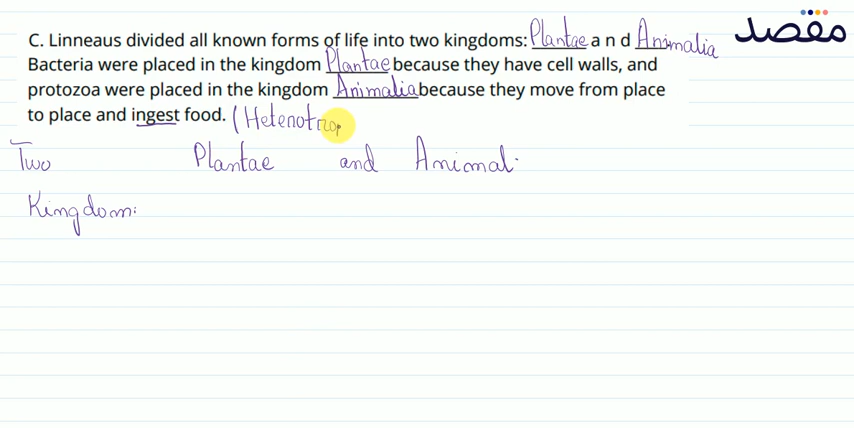 مقصد
C. Linneaus divided all known forms of life into two kingdoms: Plantae a n d Animalia
Bacteria were placed in the kingdom Plantae because they have cell walls, and
protozoa were placed in the kingdom Animalia because they move from place
to place and ingest food. (Heterotrop
Two Plantae and Animal.
Kingdom: